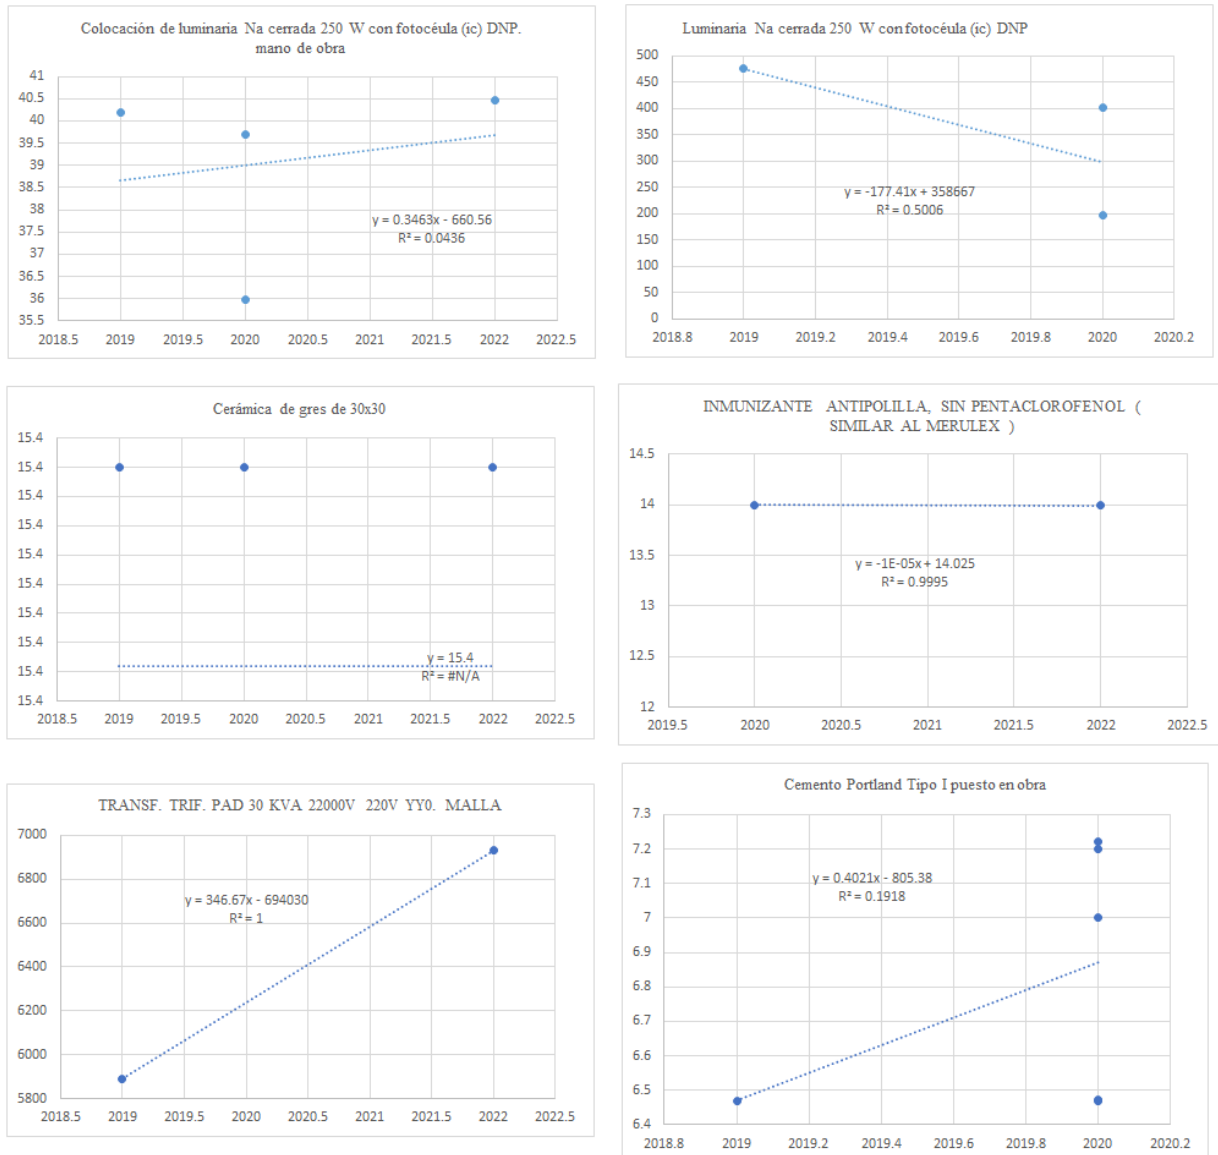 Colocación de luminaria Na cerrada 250 W con fotocéula (ic) DNP.
mano de obra
41
40.5
40
39.5
39
38.5
38
37.5
37
36.5
36
35.5
y = 0.3463x - 660.56
R² = 0.0436
2018.5 2019 2019.5 2020 2020.5 2021 2021.5 2022 2022.5
Luminaria Na cerrada 250 W con fotocéula (ic) DNP
500
450
400
350
300
250
200
150
100
50
0
y = -177.41x + 358667
R² = 0.5006
2018.8 2019 2019.2 2019.4 2019.6 2019.8 2020 2020.2
Cerámica de gres de 30x30
15.4
15.4
15.4
15.4
15.4
15.4
15.4
15.4
15.4
15.4
y = 15.4
R² = #N/A
2018.5 2019 2019.5 2020 2020.5 2021 2021.5 2022 2022.5
INMUNIZANTE ANTIPOLILLA, SIN PENTACLOROFENOL (
SIMILAR AL MERULEX )
14.5
14
13.5
13
12.5
12
y = -1E-05x + 14.025
R² = 0.9995
2019.5 2020 2020.5 2021 2021.5 2022 2022.5
TRANSF. TRIF. PAD 30 KVA 22000V 220V YY0. MALLA
7000
6800
6600
6400
6200
6000
5800
y = 346.67x - 694030
R² = 1
2018.5 2019 2019.5 2020 2020.5 2021 2021.5 2022 2022.5
Cemento Portland Tipo I puesto en obra
7.3
7.2
7.1
7
6.9
6.8
6.7
6.6
6.5
6.4
y = 0.4021x - 805.38
R² = 0.1918
2018.8 2019 2019.2 2019.4 2019.6 2019.8 2020 2020.2